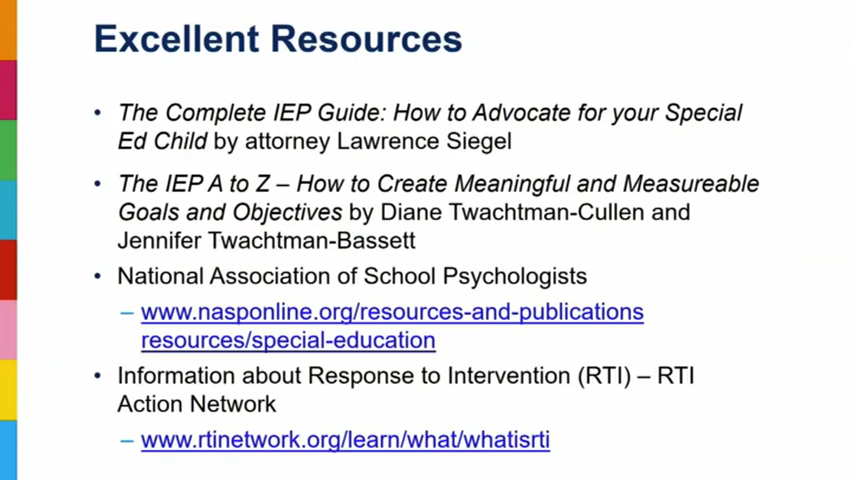 Excellent Resources
• The Complete IEP Guide: How to Advocate for your Special
Ed Child by attorney Lawrence Siegel
• The IEP A to Z – How to Create Meaningful and Measureable
Goals and Objectives by Diane Twachtman-Cullen and
Jennifer Twachtman-Bassett
• National Association of School Psychologists
– www.nasponline.org/resources-and-publications
resources/special-education
• Information about Response to Intervention (RTI) – RTI
Action Network
– www.rtinetwork.org/learn/what/whatisrti